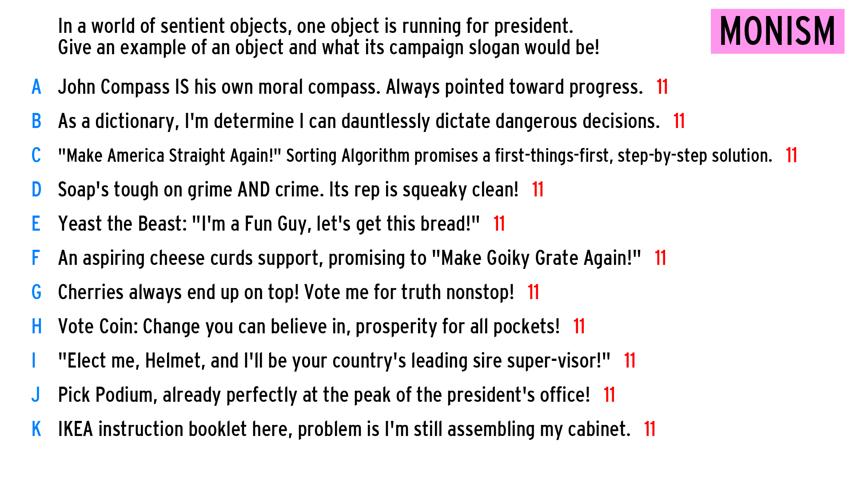 In a world of sentient objects, one object is running for president.
Give an example of an object and what its campaign slogan would be!
MONISM
A John Compass IS his own moral compass. Always pointed toward progress. 11
B As a dictionary, I'm determine I can dauntlessly dictate dangerous decisions. 11
C "Make America Straight Again!" Sorting Algorithm promises a first-things-first, step-by-step solution. 11
D Soap's tough on grime AND crime. Its rep is squeaky clean! 11
E Yeast the Beast: "I'm a Fun Guy, let's get this bread!" 11
F An aspiring cheese curds support, promising to "Make Goiky Grate Again!" 11
G Cherries always end up on top! Vote me for truth nonstop! 11
H Vote Coin: Change you can believe in, prosperity for all pockets! 11
I "Elect me, Helmet, and I'll be your country's leading sire super-visor!" 11
J Pick Podium, already perfectly at the peak of the president's office! 11
K IKEA instruction booklet here, problem is I'm still assembling my cabinet. 11